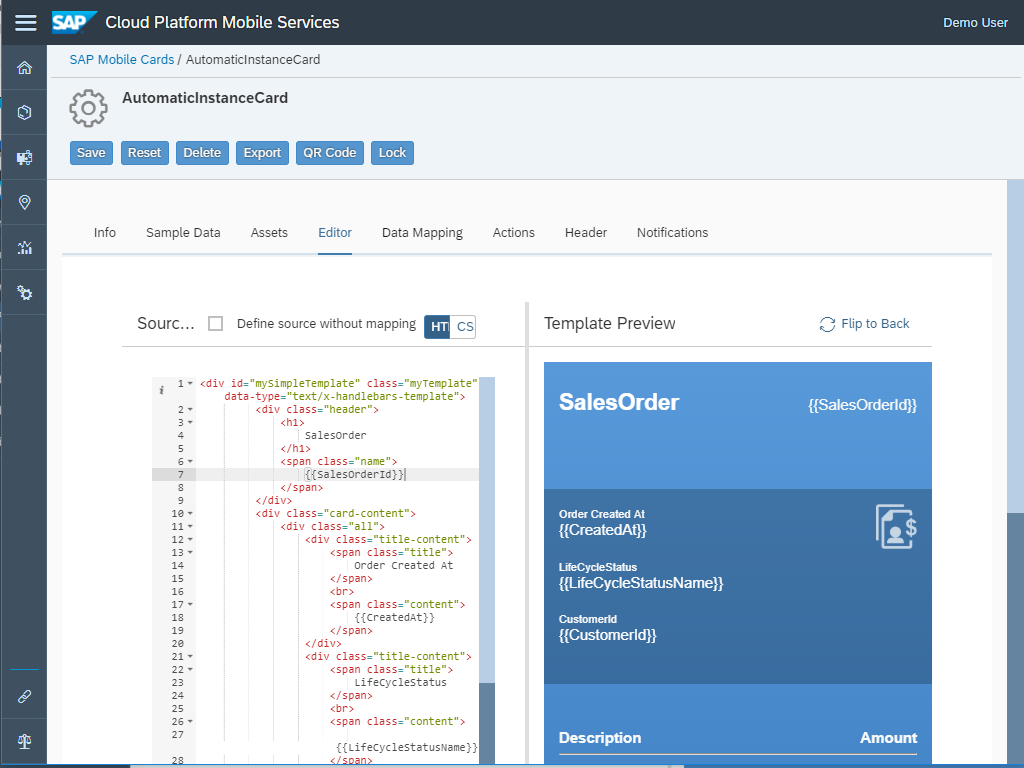 SAP Cloud Platform Mobile Services
Demo User
SAP Mobile Cards / AutomaticInstanceCard
AutomaticInstanceCard
Save Reset Delete Export QR Code Lock
Info Sample Data Assets Editor Data Mapping Actions Header Notifications
Sourc... Define source without mapping HTI CS
Template Preview Flip to Back
i 1 <div id="mySimpleTemplate" class="myTemplate"
data-type="text/x-handlebars-template">
2 <div class="header">
3 <h1>
4 SalesOrder
5 </h1>
6 <span class="name">
7 {{SalesOrderId}}
8 </span>
9 </div>
10 <div class="card-content">
11 <div class="all">
12 <div class="title-content">
13 <span class="title">
14 Order Created At
15 </span>
16 <br>
17 <span class="content">
18 {{CreatedAt}}
19 </span>
20 </div>
21 <div class="title-content">
22 <span class="title">
23 LifeCycleStatus
24 </span>
25 <br>
26 <span class="content">
27
{{LifeCycleStatusName}}
28 </span>
SalesOrder {{SalesOrderId}}
Order Created At
{{CreatedAt}}
LifeCycleStatus
{{LifeCycleStatusName}}
CustomerId
{{CustomerId}}
Description Amount